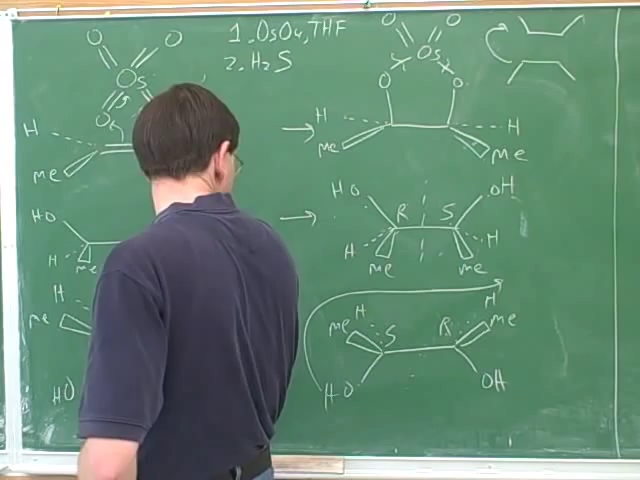 1. OsO4, THF
2. H2S
O O
Os
O
H
Me
O O
Os
O O
H H
Me Me
HO
H
Me
HO OH
R S
H H
Me Me
H
Me
HO
H H
Me Me
S R
HO OH